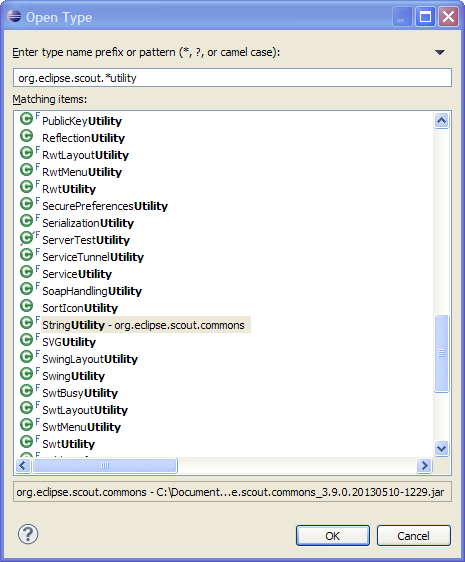 Open Type
Enter type name prefix or pattern (*, ?, or camel case):
org.eclipse.scout.*utility
Matching items:
F PublicKeyUtility
ReflectionUtility
F RwtLayoutUtility
F RwtMenuUtility
F RwtUtility
F SecurePreferencesUtility
F SerializationUtility
F ServerTestUtility
F ServiceTunnelUtility
F ServiceUtility
F SoapHandlingUtility
SortIconUtility
F StringUtility - org.eclipse.scout.commons
F SVGUtility
F SwingLayoutUtility
F SwingUtility
F SwtBusyUtility
F SwtLayoutUtility
F SwtMenuUtility
F SwtUtility
org.eclipse.scout.commons - C:\Document...e.scout.commons_3.9.0.20130510-1229.jar
OK
Cancel